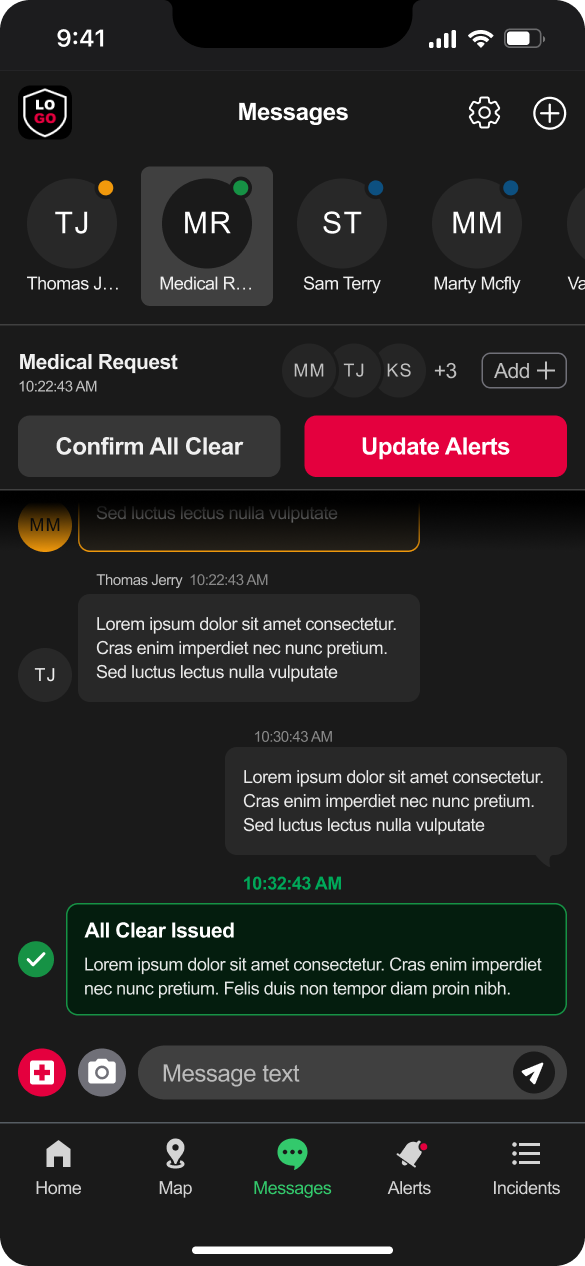 9:41
LO
GO
Messages
TJ
MR
ST
MM
Thomas J...
Medical R...
Sam Terry
Marty Mcfly
Va
Medical Request
10:22:43 AM
MM
TJ
KS
+3
Add
Confirm All Clear
Update Alerts
MM
Sed luctus lectus nulla vulputate
Thomas Jerry 10:22:43 AM
Lorem ipsum dolor sit amet consectetur.
Cras enim imperdiet nec nunc pretium.
Sed luctus lectus nulla vulputate
TJ
10:30:43 AM
Lorem ipsum dolor sit amet consectetur.
Cras enim imperdiet nec nunc pretium.
Sed luctus lectus nulla vulputate
10:32:43 AM
All Clear Issued
Lorem ipsum dolor sit amet consectetur. Cras enim imperdiet
nec nunc pretium. Felis duis non tempor diam proin nibh.
Message text
Home
Map
Messages
Alerts
Incidents